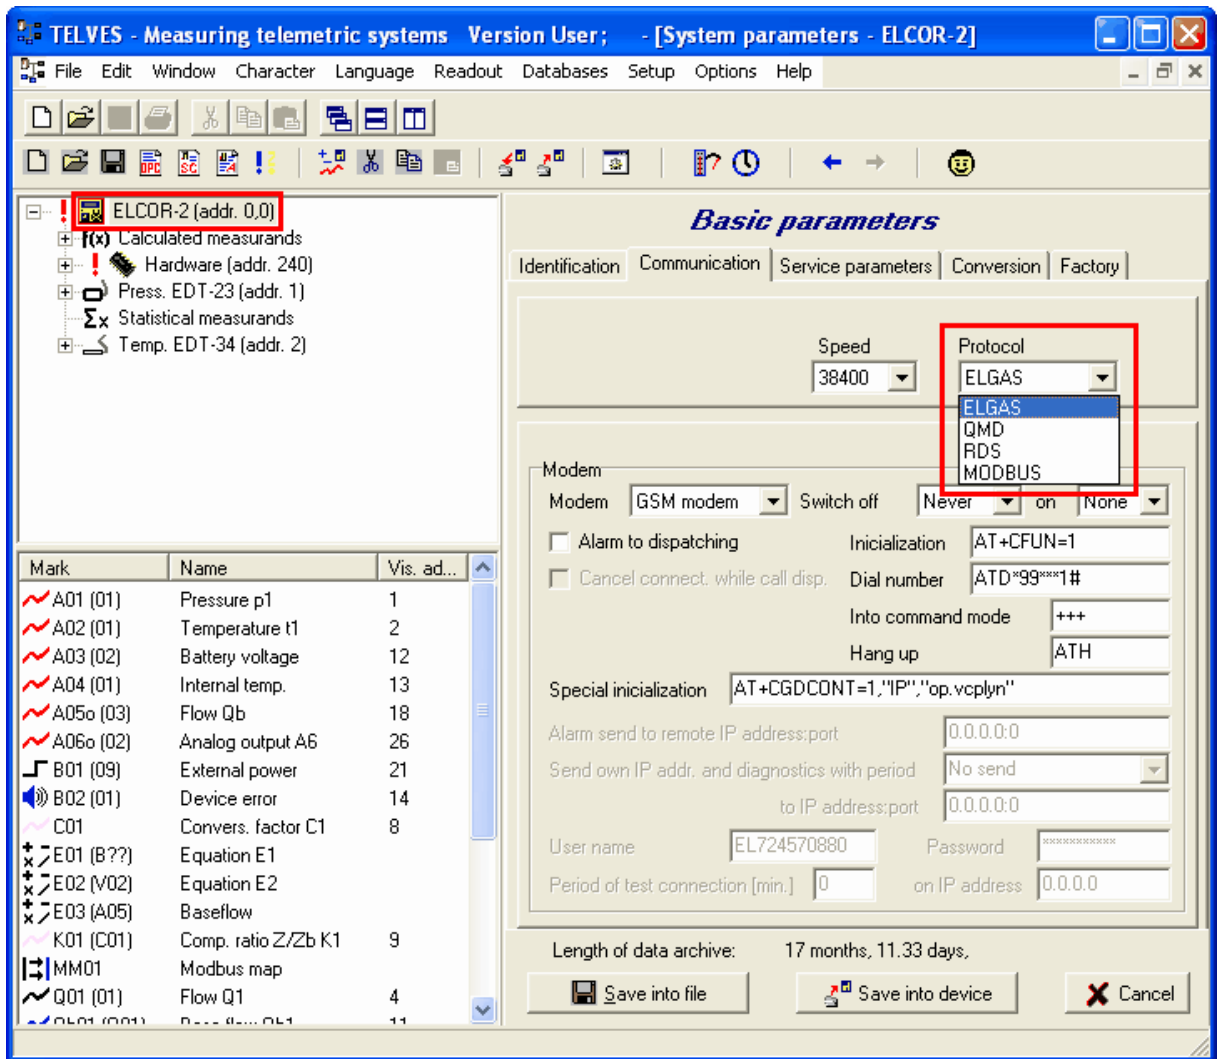 TELVES - Measuring telemetric systems   Version User;     - [System parameters - ELCOR-2]
File Edit Window Character Language Readout Databases Setup Options Help
ELCOR-2 (addr. 0,0)
f(x) Calculated measurands
Hardware (addr. 240)
Press. EDT-23 (addr. 1)
Σx Statistical measurands
Temp. EDT-34 (addr. 2)
Basic parameters
Identification Communication Service parameters Conversion Factory
Speed Protocol
38400 ELGAS
ELGAS
QMD
RDS
MODBUS
Modem
Modem GSM modem Switch off Never on None
Alarm to dispatching Inicialization AT+CFUN=1
Cancel connect. while call disp. Dial number ATD*99***1#
Into command mode +++
Hang up ATH
Special inicialization AT+CGDCONT=1,"IP","op.vcplyn"
Alarm send to remote IP address:port 0.0.0.0:0
Send own IP addr. and diagnostics with period No send
to IP address:port 0.0.0.0:0
User name EL724570880 Password ***********
Period of test connection [min.] 0 on IP address 0.0.0.0
Length of data archive: 17 months, 11.33 days,
Save into file Save into device Cancel
Mark Name Vis. ad...
A01 (01) Pressure p1 1
A02 (01) Temperature t1 2
A03 (02) Battery voltage 12
A04 (01) Internal temp. 13
A05o (03) Flow Qb 18
A06o (02) Analog output A6 26
B01 (09) External power 21
B02 (01) Device error 14
C01 Convers. factor C1 8
E01 (B??) Equation E1
E02 (V02) Equation E2
E03 (A05) Baseflow
K01 (C01) Comp. ratio Z/Zb K1 9
MM01 Modbus map
Q01 (01) Flow Q1 4